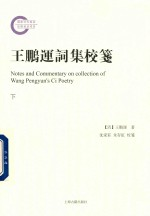 王鵬運詞集校箋
Notes and Commentary on collection of
Wang Pengyun's Ci Poetry
下
【清】王鵬運 著
上海古籍出版社